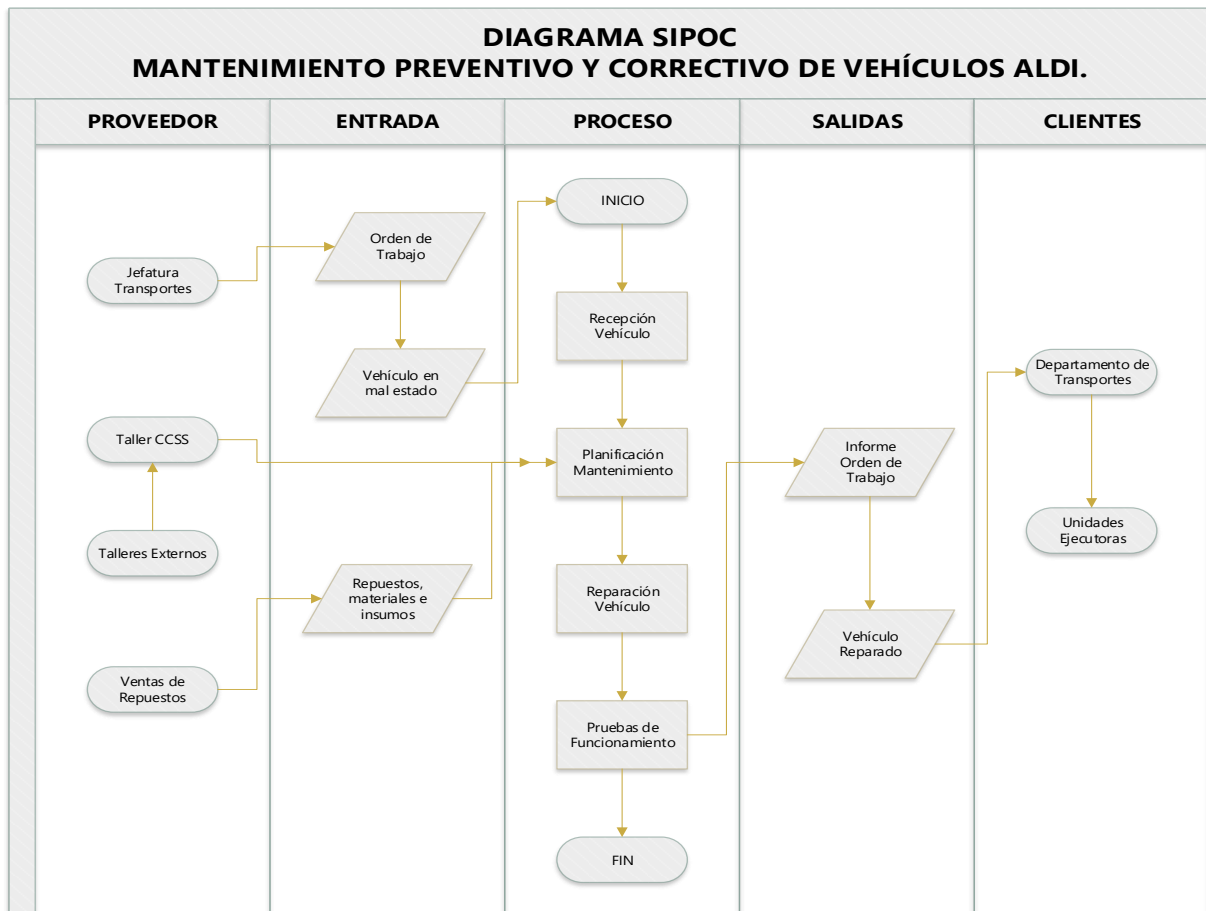 DIAGRAMA SIPOC
MANTENIMIENTO PREVENTIVO Y CORRECTIVO DE VEHÍCULOS ALDI.
PROVEEDOR
ENTRADA
PROCESO
SALIDAS
CLIENTES
Jefatura
Transportes
Taller CCSS
Talleres Externos
Ventas de
Repuestos
Orden de
Trabajo
Vehículo en
mal estado
Repuestos,
materiales e
insumos
INICIO
Recepción
Vehículo
Planificación
Mantenimiento
Reparación
Vehículo
Pruebas de
Funcionamiento
FIN
Informe
Orden de
Trabajo
Vehículo
Reparado
Departamento de
Transportes
Unidades
Ejecutoras